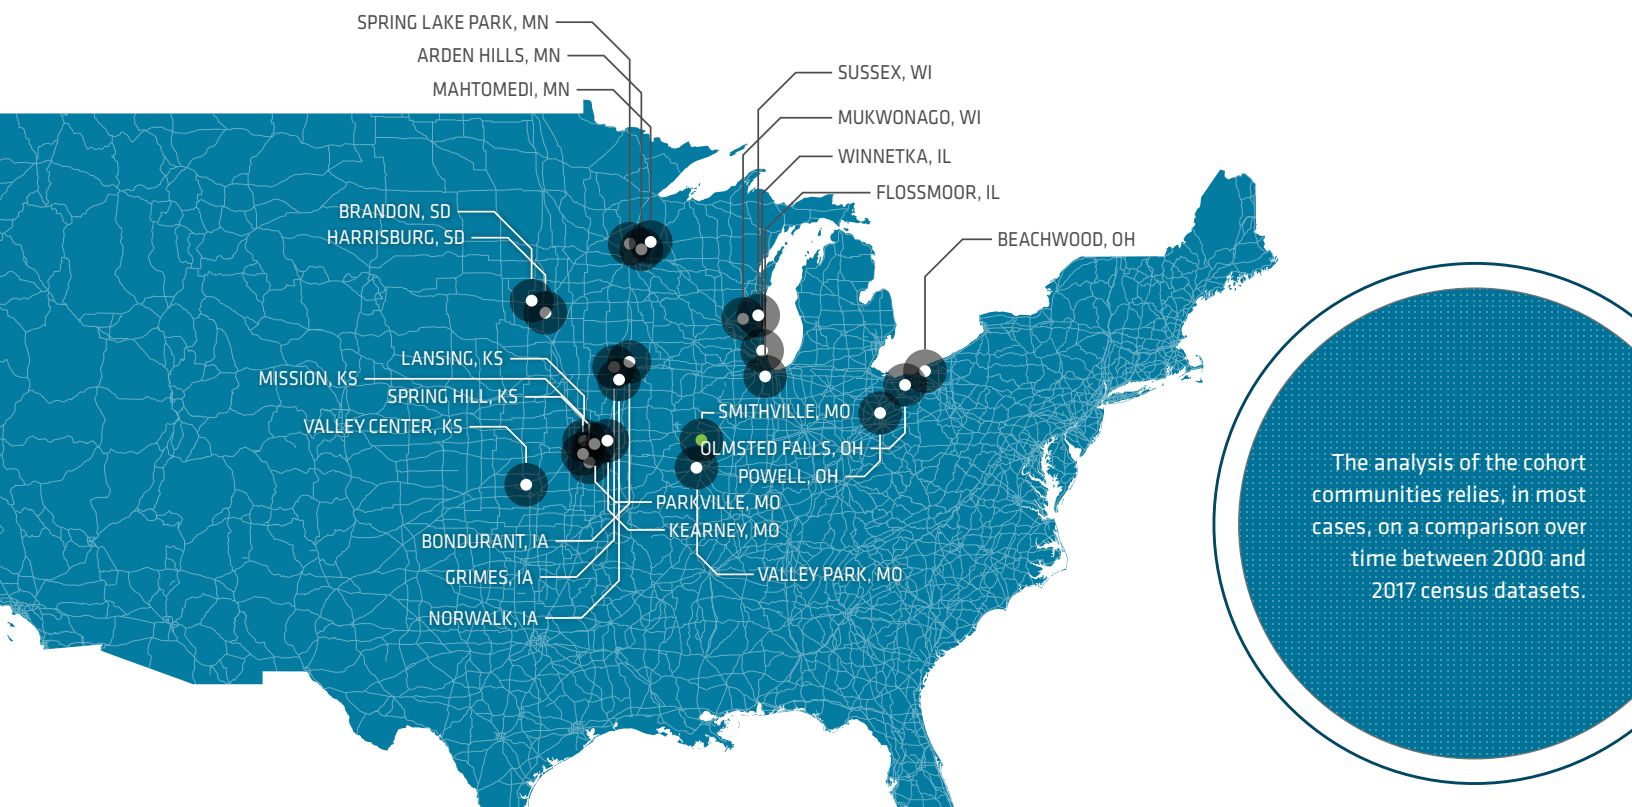 SPRING LAKE PARK, MN
ARDEN HILLS, MN
MAHTOMEDI, MN
SUSSEX, WI
MUKWONAGO, WI
WINNETKA, IL
FLOSSMOOR, IL
BRANDON, SD
HARRISBURG, SD
BEACHWOOD, OH
LANSING, KS
MISSION, KS
SPRING HILL, KS
VALLEY CENTER, KS
SMITHVILLE, MO
OLMSTED FALLS, OH
POWELL, OH
PARKVILLE, MO
KEARNEY, MO
BONDURANT, IA
GRIMES, IA
VALLEY PARK, MO
NORWALK, IA
The analysis of the cohort
communities relies, in most
cases, on a comparison over
time between 2000 and
2017 census datasets.